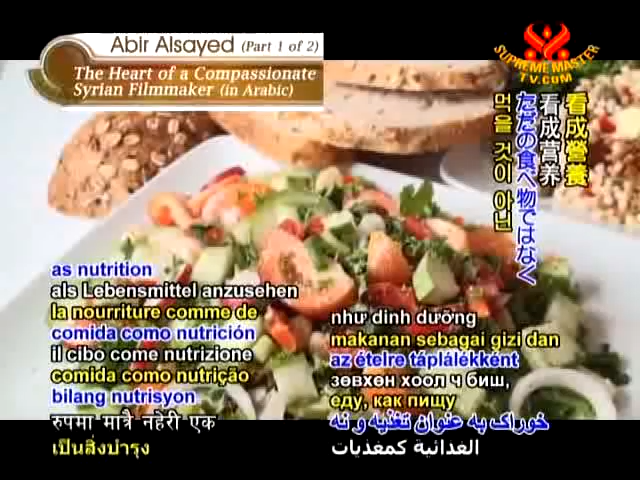 Abir Alsayed (Part 1 of 2)
The Heart of a Compassionate
Syrian Filmmaker (in Arabic)
SUPREME MASTER
TV.COM
看成營養
看成营养
ただの食べ物ではなく
먹을 것이 아닌
as nutrition
als Lebensmittel anzusehen
la nourriture comme de
comida como nutrición
il cibo come nutrizione
comida como nutrição
bilang nutrisyon
रुपमा मात्रै नहेरी एक
เป็นสิ่งบำรุง
như dinh dưỡng
makanan sebagai gizi dan
az ételre táplálékként
зөвхөн хоол ч биш,
еду, как пищу
خوراک به عنوان تغذیه و نه
الغذائية كمغذيات